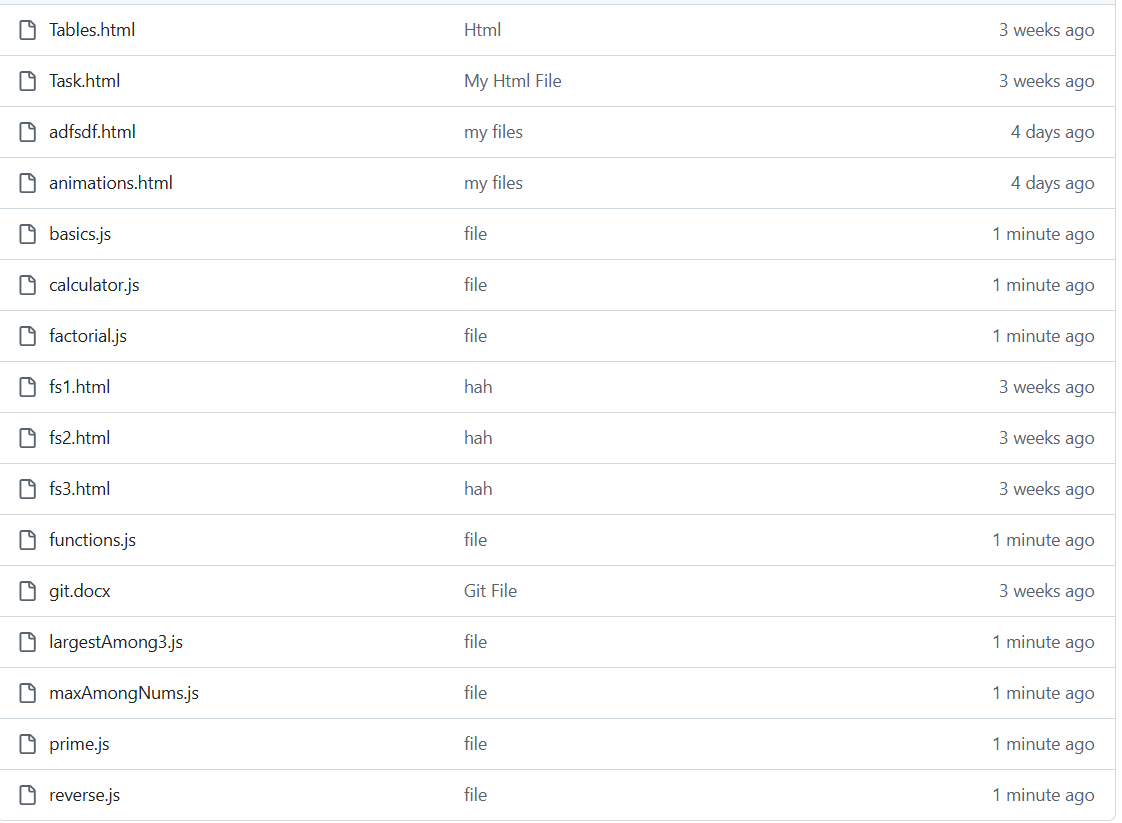 Tables.html Html 3 weeks ago
Task.html My Html File 3 weeks ago
adfsdf.html my files 4 days ago
animations.html my files 4 days ago
basics.js file 1 minute ago
calculator.js file 1 minute ago
factorial.js file 1 minute ago
fs1.html hah 3 weeks ago
fs2.html hah 3 weeks ago
fs3.html hah 3 weeks ago
functions.js file 1 minute ago
git.docx Git File 3 weeks ago
largestAmong3.js file 1 minute ago
maxAmongNums.js file 1 minute ago
prime.js file 1 minute ago
reverse.js file 1 minute ago